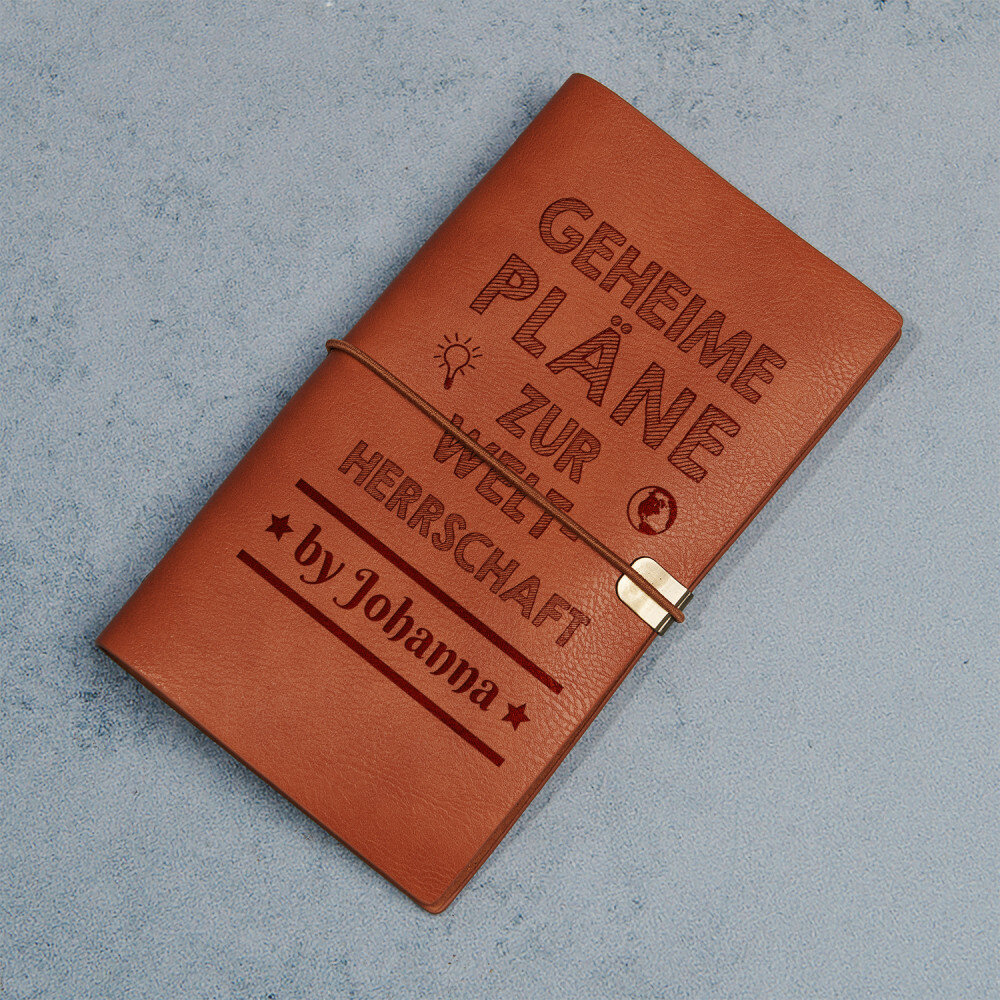 GEHEIME
PLÄNE
ZUR
WELT-
HERRSCHAFT
by Johanna